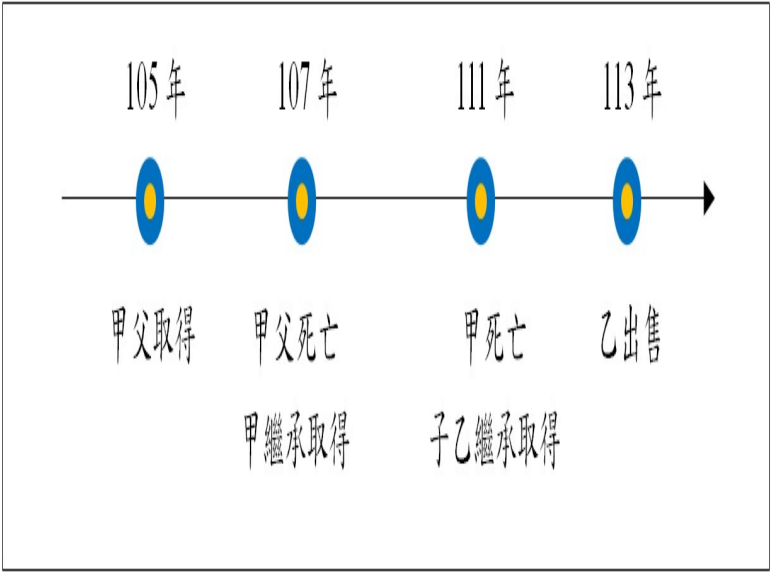 105年 107年 111年 113年
甲父取得 甲父死亡 甲死亡 乙出售
甲繼承取得 子乙繼承取得